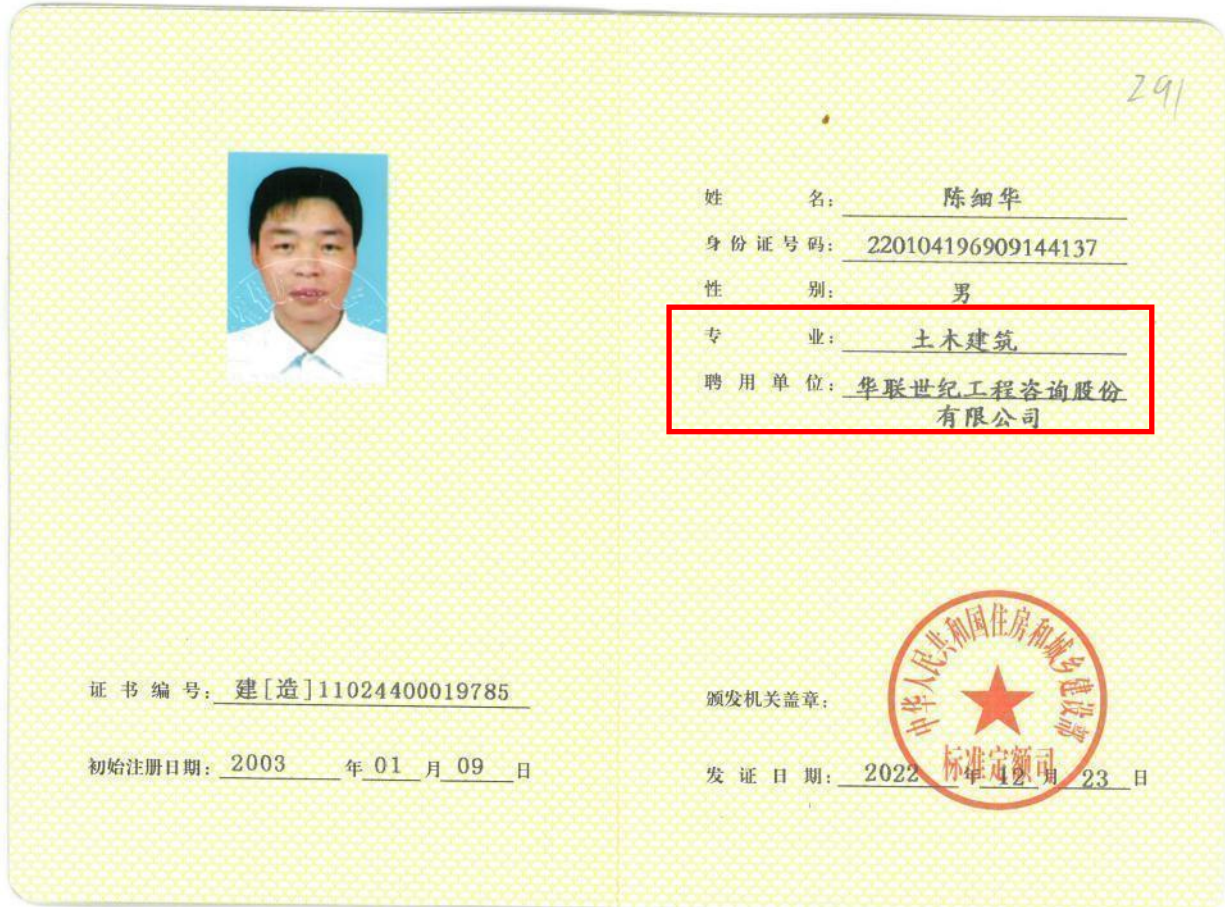 291
姓 名: 陈细华
身份证号码: 220104196909144137
性 别: 男
专 业: 土木建筑
聘用单位: 华联世纪工程咨询股份
有限公司
证书编号: 建[造]11024400019785
初始注册日期: 2003 年 01 月 09 日
颁发机关盖章:
中华人民共和国住房和城乡建设部
标准定额司
发证日期: 2022 年 12 月 23 日